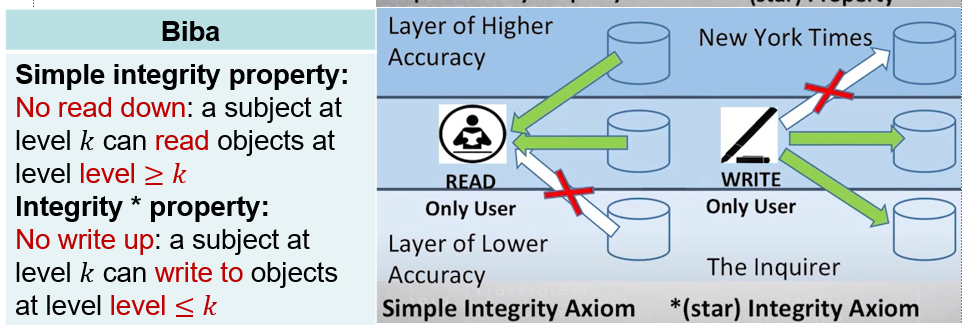 Biba
Simple integrity property:
No read down: a subject at
level k can read objects at
level level ≥ k
Integrity * property:
No write up: a subject at
level k can write to objects
at level level ≤ k
(star) Property
Layer of Higher
Accuracy
READ
Only User
Layer of Lower
Accuracy
Simple Integrity Axiom
New York Times
WRITE
Only User
The Inquirer
*(star) Integrity Axiom